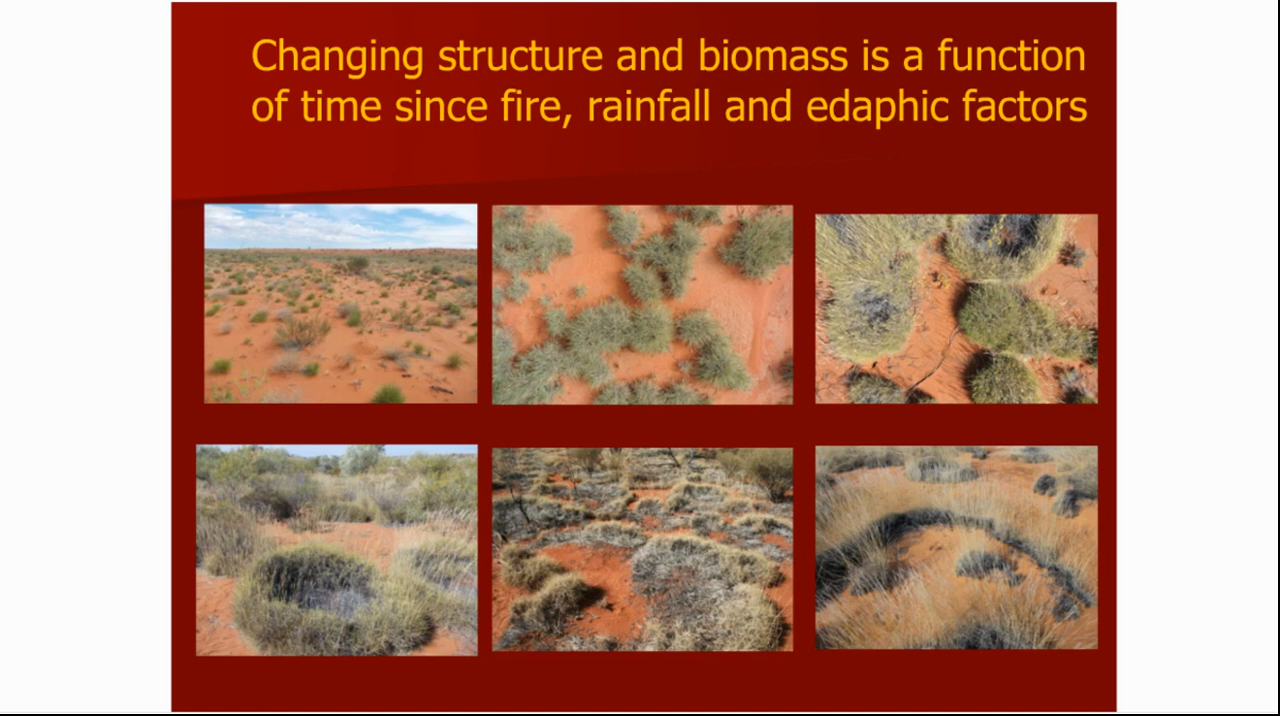 Changing structure and biomass is a function
of time since fire, rainfall and edaphic factors